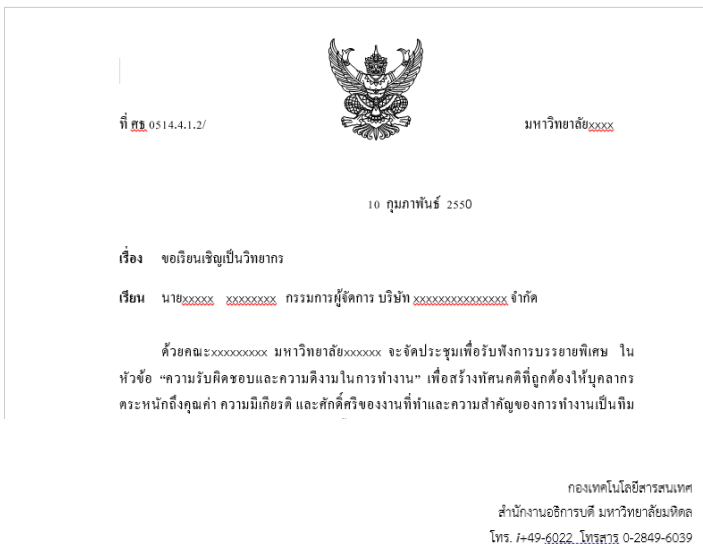 ที่ ศธ 0514.4.1.2/
มหาวิทยาลัยxxxx
10 กุมภาพันธ์ 2550
เรื่อง ขอเรียนเชิญเป็นวิทยากร
เรียน นายxxxxx xxxxxxxx กรรมการผู้จัดการ บริษัท xxxxxxxxxxxxxxx จำกัด
ด้วยคณะxxxxxxxxx มหาวิทยาลัยxxxxxx จะจัดประชุมเพื่อรับฟังการบรรยายพิเศษ ใน
หัวข้อ “ความรับผิดชอบและความดีงามในการทำงาน” เพื่อสร้างทัศนคติที่ถูกต้องให้บุคลากร
ตระหนักถึงคุณค่า ความมีเกียรติ และศักดิ์ศรีของงานที่ทำและความสำคัญของการทำงานเป็นทีม
กองเทคโนโลยีสารสนเทศ
สำนักงานอธิการบดี มหาวิทยาลัยมหิดล
โทร. i+49-6022 โทรสาร 0-2849-6039